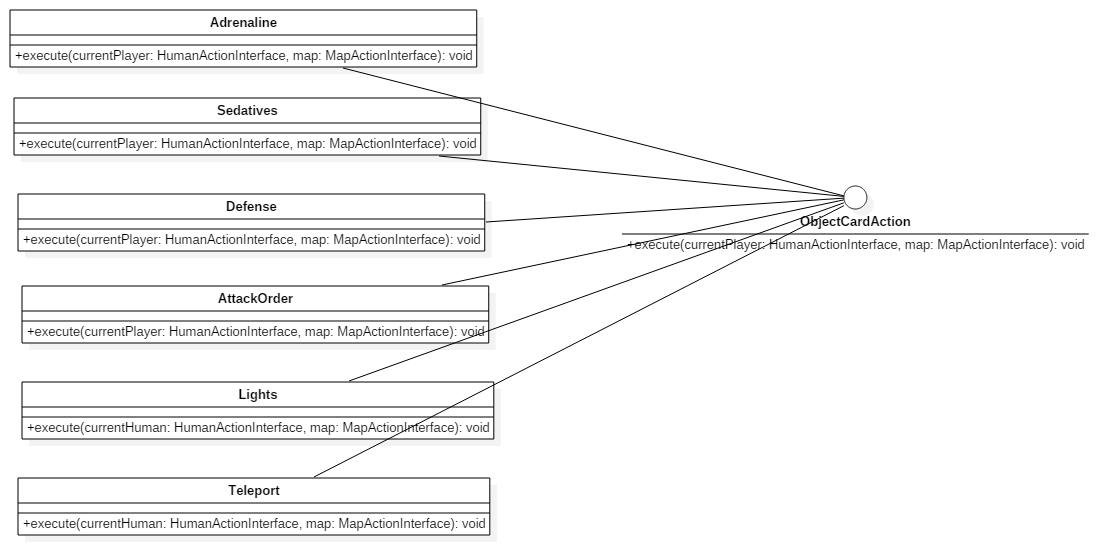 Adrenaline
+execute(currentPlayer: HumanActionInterface, map: MapActionInterface): void
Sedatives
+execute(currentPlayer: HumanActionInterface, map: MapActionInterface): void
Defense
+execute(currentPlayer: HumanActionInterface, map: MapActionInterface): void
AttackOrder
+execute(currentPlayer: HumanActionInterface, map: MapActionInterface): void
Lights
+execute(currentHuman: HumanActionInterface, map: MapActionInterface): void
Teleport
+execute(currentHuman: HumanActionInterface, map: MapActionInterface): void
ObjectCardAction
+execute(currentPlayer: HumanActionInterface, map: MapActionInterface): void